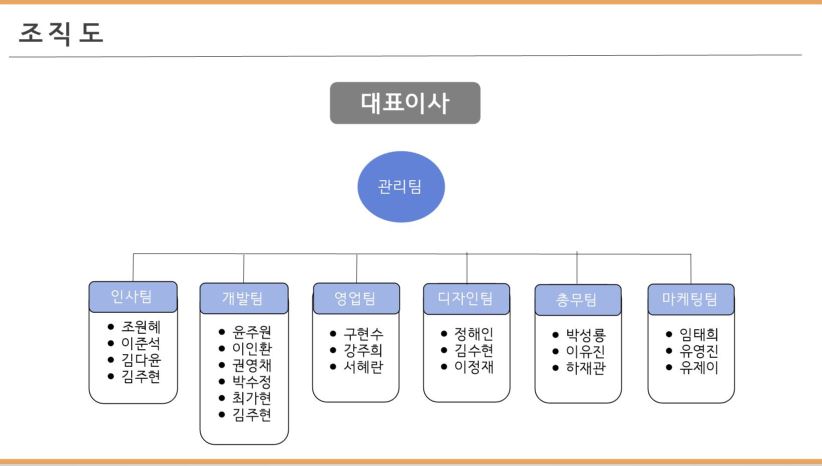 조직도
대표이사
관리팀
인사팀
조원혜
이준석
김다윤
김주현
개발팀
윤주원
이인환
권영채
박수정
최가현
김주현
영업팀
구현수
강주희
서혜란
디자인팀
정해인
김수현
이정재
총무팀
박성룡
이유진
하재관
마케팅팀
임태희
유영진
유제이